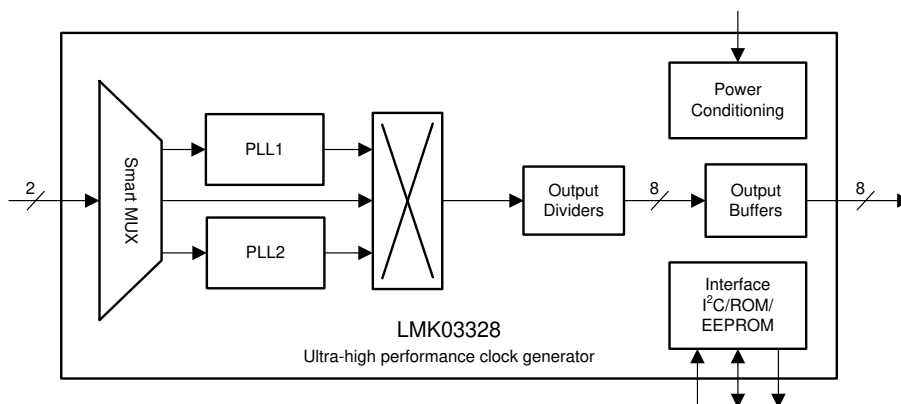 Power
Conditioning
PLL1
2
Smart MUX
Output
Dividers
8
Output
Buffers
8
PLL2
Interface
I²C/ROM/
EEPROM
LMK03328
Ultra-high performance clock generator